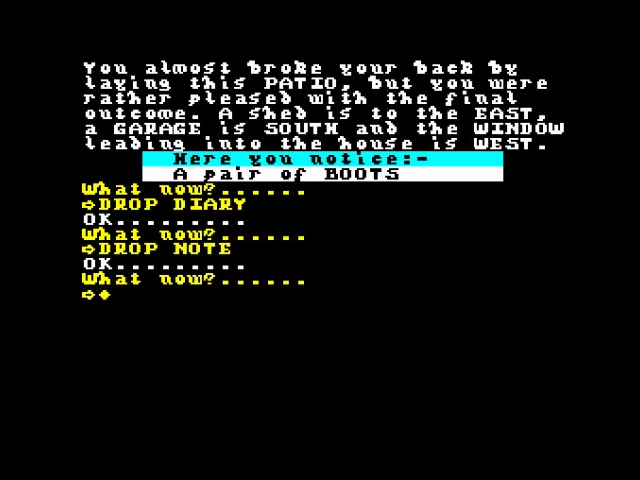 You almost broke your back by
laying this PATIO, but you were
rather pleased with the final
outcome. A shed is to the EAST,
a GARAGE is SOUTH and the WINDOW
leading into the house is WEST.
Here you notice:-
A pair of BOOTS
What now?......
⇨DROP DIARY
OK.........
What now?......
⇨DROP NOTE
OK.........
What now?......
⇨◆